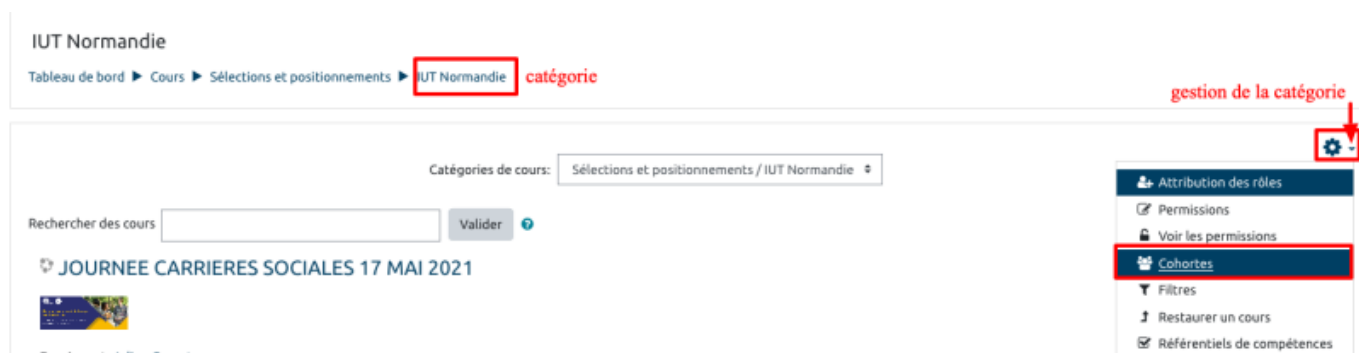 IUT Normandie
Tableau de bord ▶ Cours ▶ Sélections et positionnements ▶ IUT Normandie catégorie
gestion de la catégorie
Catégories de cours: Sélections et positionnements / IUT Normandie
Rechercher des cours Valider
JOURNEE CARRIERES SOCIALES 17 MAI 2021
Attribution des rôles
Permissions
Voir les permissions
Cohortes
Filtres
Restaurer un cours
Référentiels de compétences